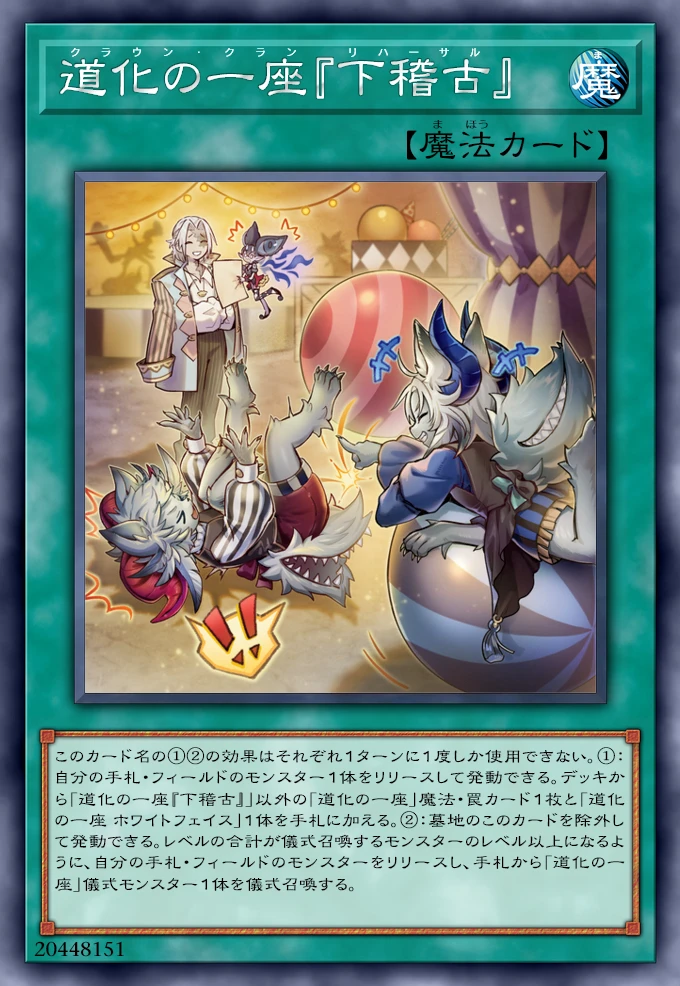 クラウン・クラン リハーサル
道化の一座『下稽古』
ま
魔
ま ほう
【魔法カード】
このカード名の①②の効果はそれぞれ1ターンに1度しか使用できない。①：
自分の手札・フィールドのモンスター1体をリリースして発動できる。デッキか
ら「道化の一座『下稽古』」以外の「道化の一座」魔法・罠カード1枚と「道化
の一座 ホワイトフェイス」1体を手札に加える。②：墓地のこのカードを除外し
て発動できる。レベルの合計が儀式召喚するモンスターのレベル以上になるよ
うに、自分の手札・フィールドのモンスターをリリースし、手札から「道化の一
座」儀式モンスター1体を儀式召喚する。
20448151